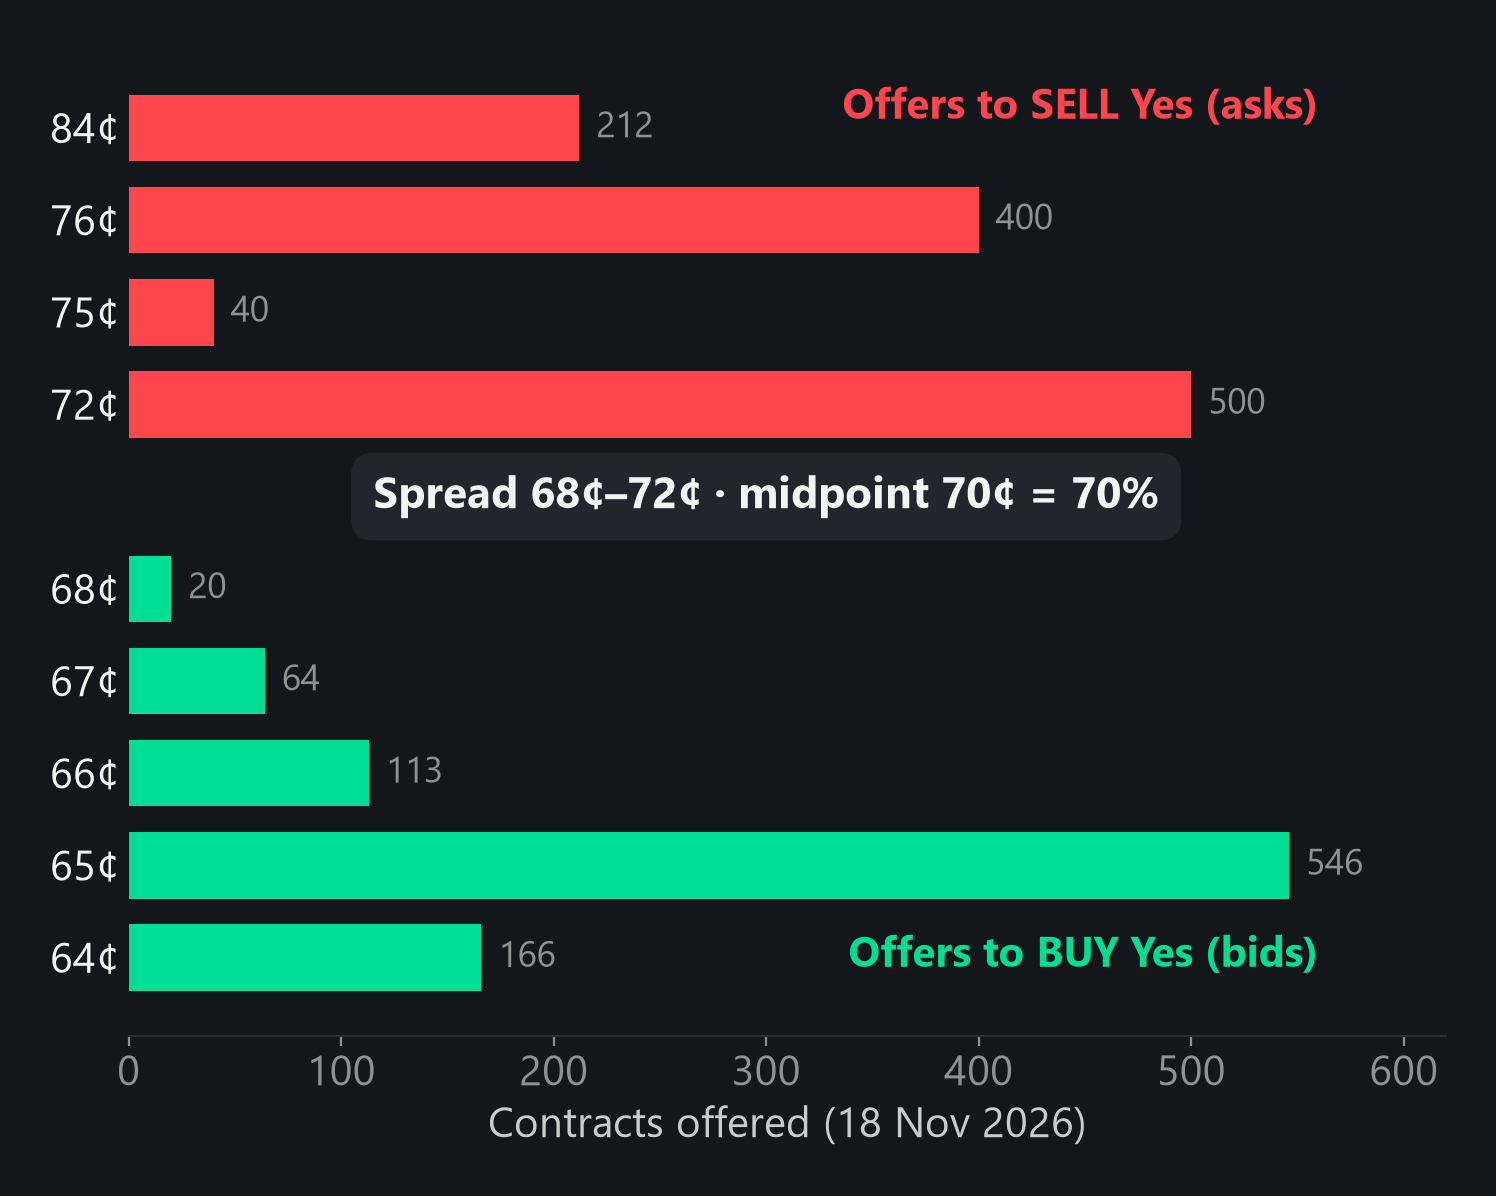 Offers to SELL Yes (asks)
84¢ 212
76¢ 400
75¢ 40
72¢ 500
Spread 68¢–72¢ · midpoint 70¢ = 70%
68¢ 20
67¢ 64
66¢ 113
65¢ 546
64¢ 166
Offers to BUY Yes (bids)
0 100 200 300 400 500 600
Contracts offered (18 Nov 2026)